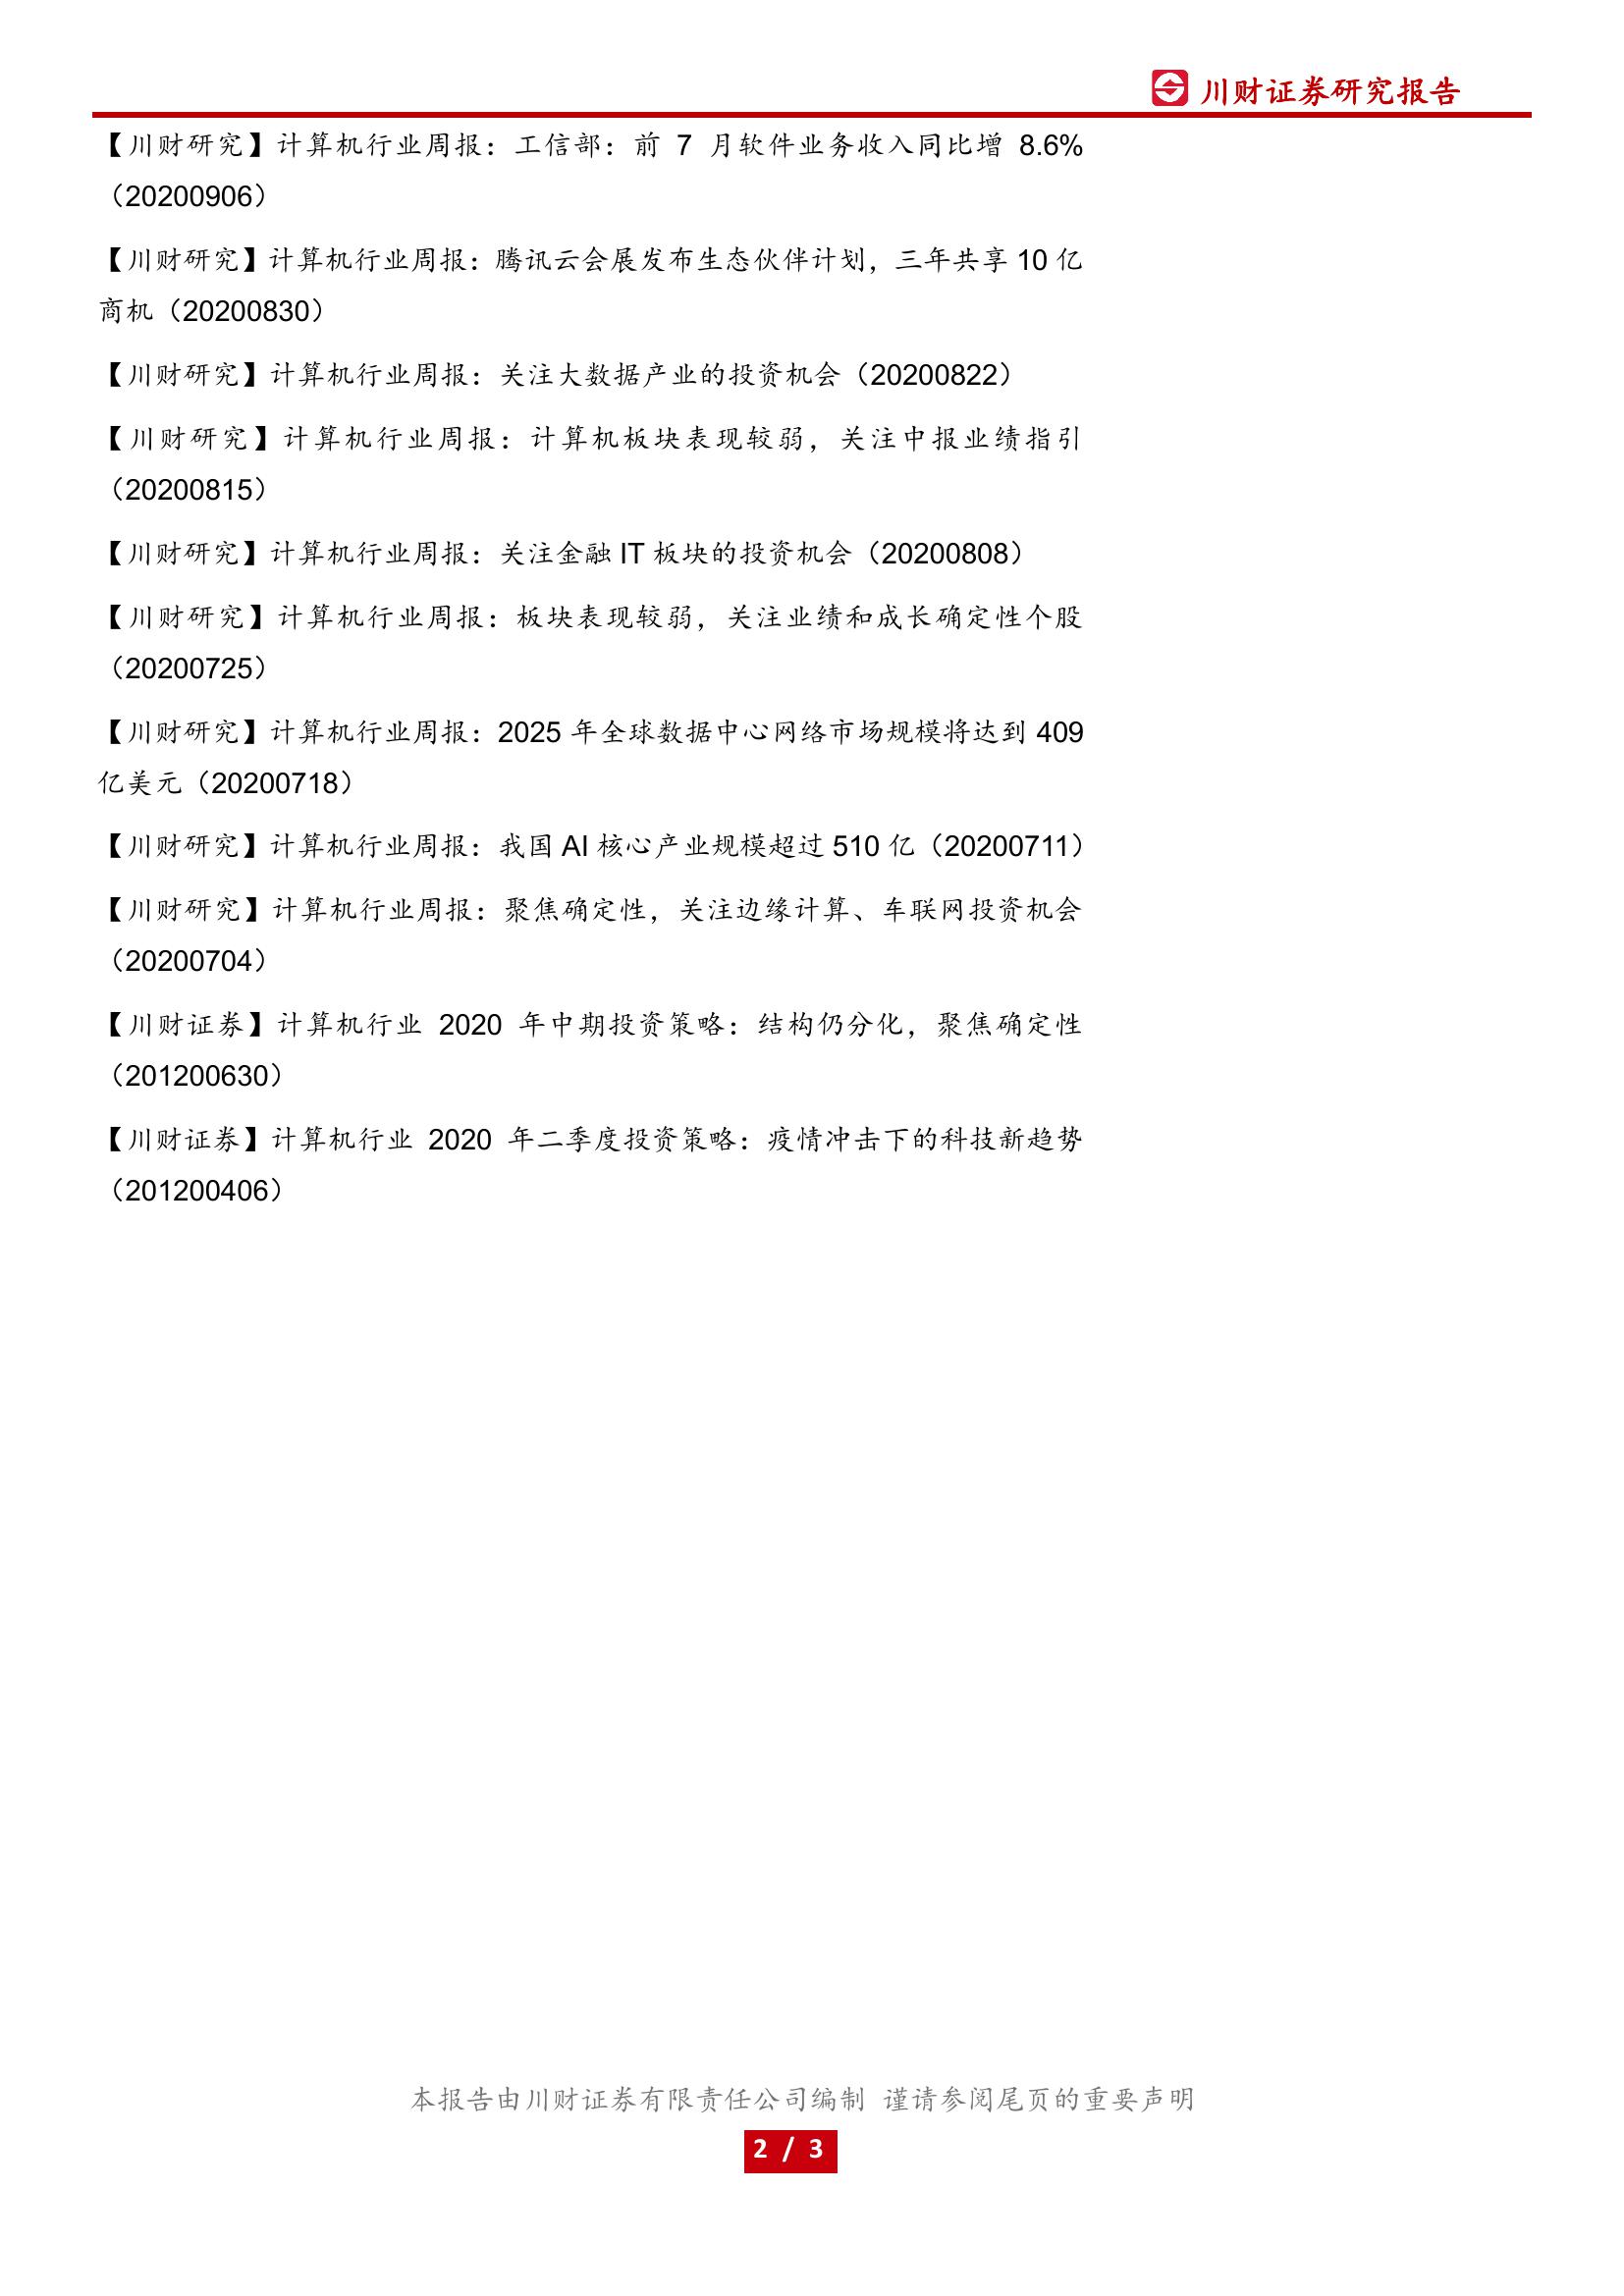 川财证券研究报告
【川财研究】计算机行业周报：工信部：前 7 月软件业务收入同比增 8.6%
（20200906）
【川财研究】计算机行业周报：腾讯云会展发布生态伙伴计划，三年共享 10 亿
商机（20200830）
【川财研究】计算机行业周报：关注大数据产业的投资机会（20200822）
【川财研究】计算机行业周报：计算机板块表现较弱，关注中报业绩指引
（20200815）
【川财研究】计算机行业周报：关注金融 IT 板块的投资机会（20200808）
【川财研究】计算机行业周报：板块表现较弱，关注业绩和成长确定性个股
（20200725）
【川财研究】计算机行业周报：2025 年全球数据中心网络市场规模将达到 409
亿美元（20200718）
【川财研究】计算机行业周报：我国 AI 核心产业规模超过 510 亿（20200711）
【川财研究】计算机行业周报：聚焦确定性，关注边缘计算、车联网投资机会
（20200704）
【川财证券】计算机行业 2020 年中期投资策略：结构仍分化，聚焦确定性
（201200630）
【川财证券】计算机行业 2020 年二季度投资策略：疫情冲击下的科技新趋势
（201200406）
本报告由川财证券有限责任公司编制 谨请参阅尾页的重要声明
2 / 3